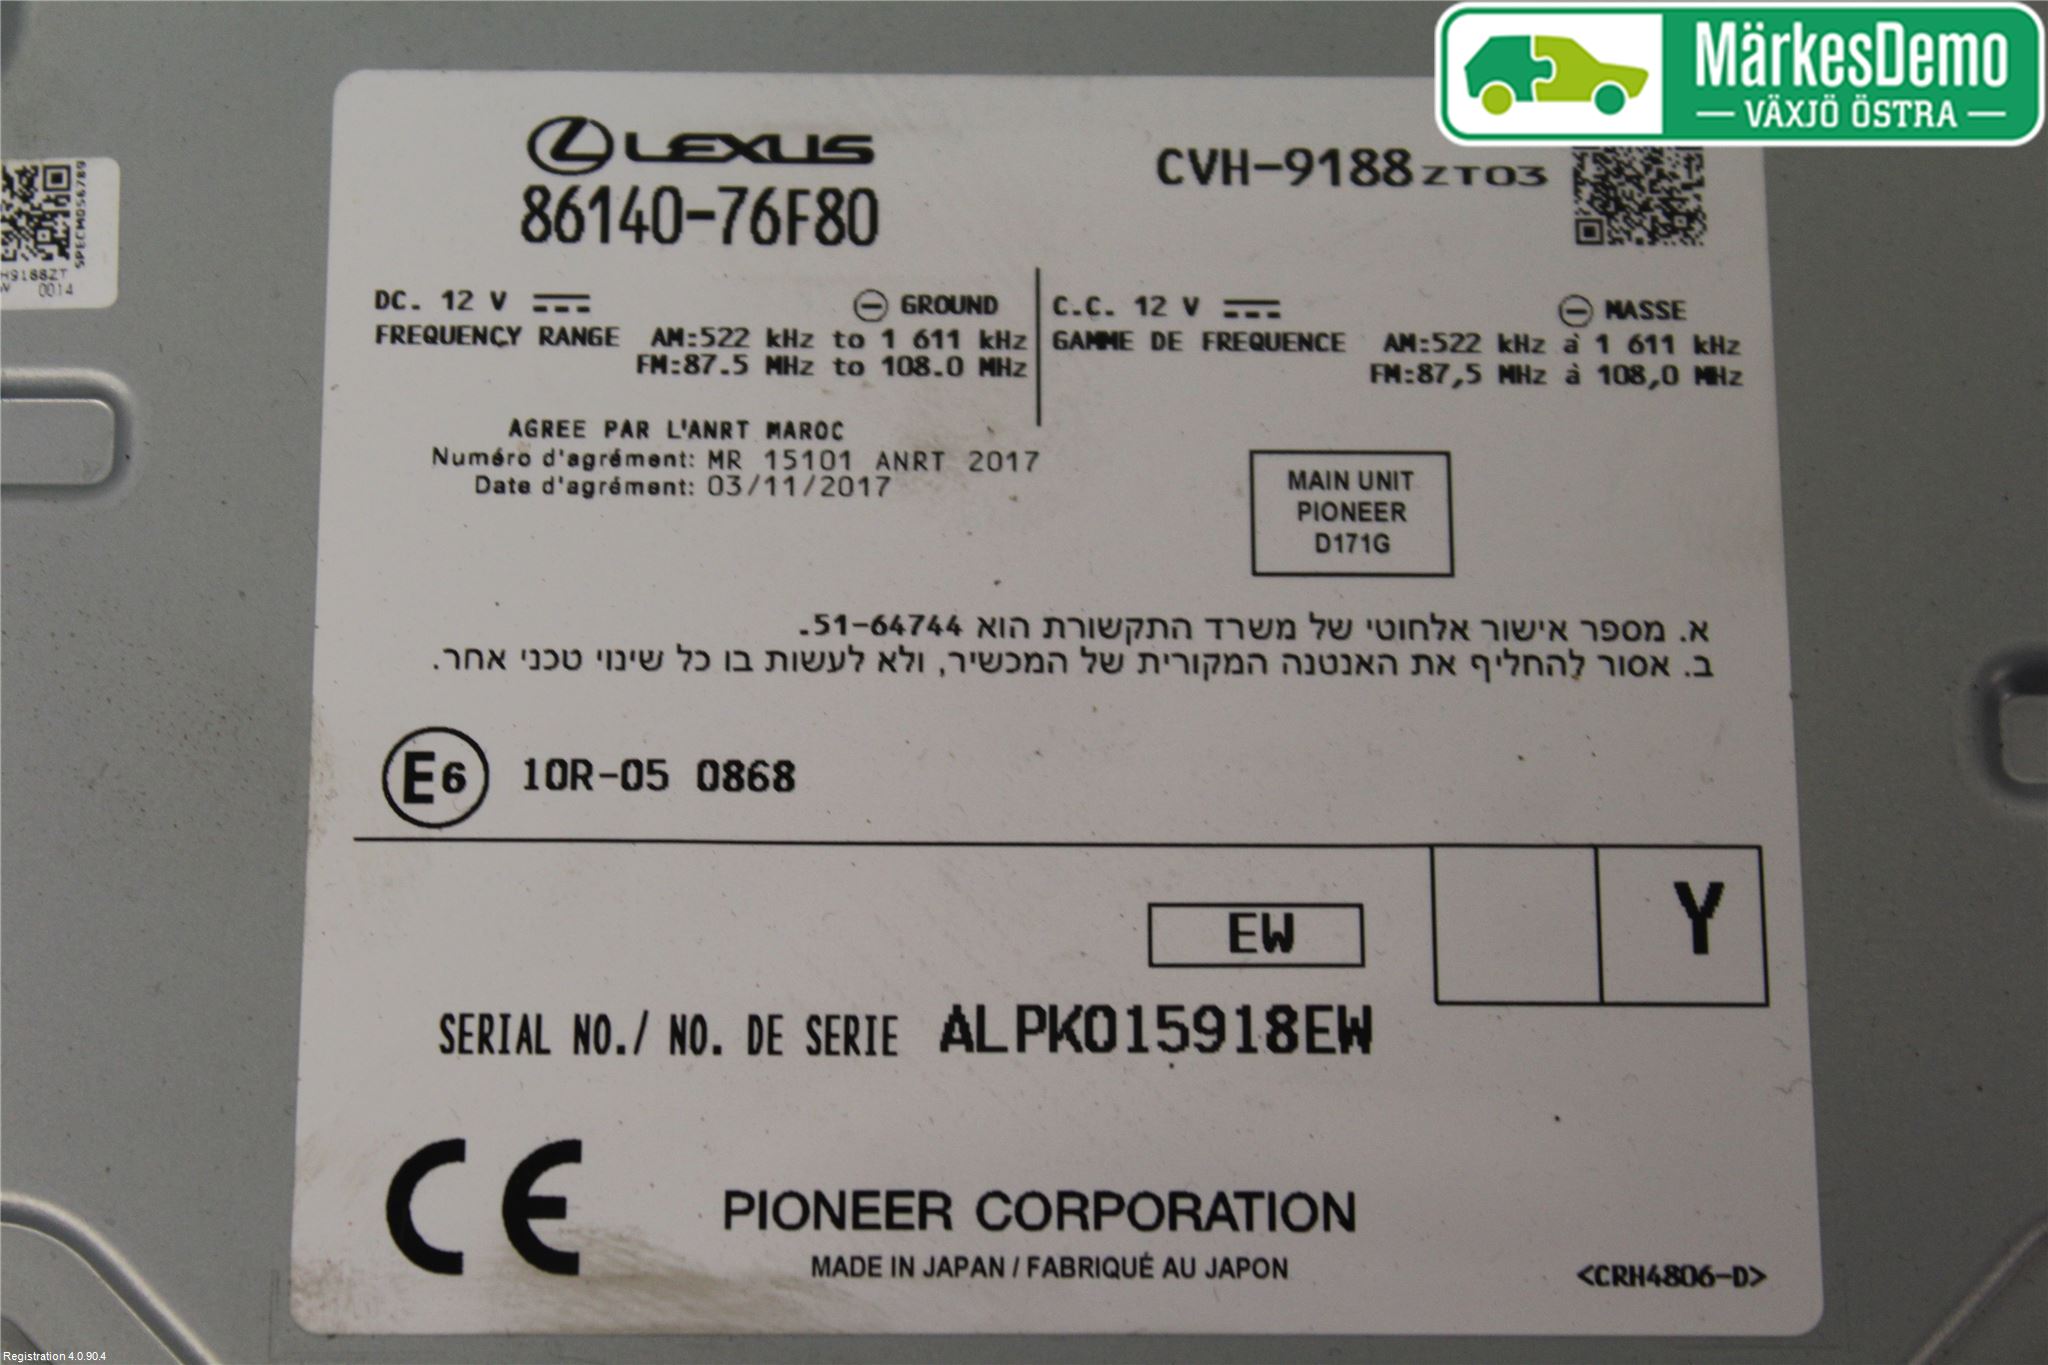 MärkesDemo
VÄXJÖ ÖSTRA
LEXUS
86140-76F80
CVH-9188ZT03
SPECMD56789
H9188ZT
0014
DC. 12 V
GROUND
FREQUENCY RANGE AM:522 kHz to 1 611 kHz
FM:87.5 MHz to 108.0 MHz
C.C. 12 V
MASSE
GAMME DE FREQUENCE AM:522 kHz à 1 611 kHz
FM:87,5 MHz à 108,0 MHz
AGREE PAR L'ANRT MAROC
Numéro d'agrément: MR 15101 ANRT 2017
Date d'agrément: 03/11/2017
MAIN UNIT
PIONEER
D171G
א. מספר אישור אלחוטי של משרד התקשורת הוא 51-64744.
ב. אסור להחליף את האנטנה המקורית של המכשיר, ולא לעשות בו כל שינוי טכני אחר.
E6 10R-05 0868
EW
Y
SERIAL NO./ NO. DE SERIE ALPK015918EW
CE
PIONEER CORPORATION
MADE IN JAPAN / FABRIQUÉ AU JAPON
<CRH4806-D>
Registration 4.0.90.4